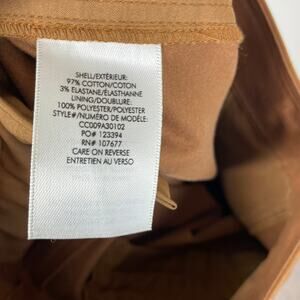 SHELL/EXTÉRIEUR:
97% COTTON/COTON
3% ELASTANE/ÉLASTHANNE
LINING/DOUBLURE:
100% POLYESTER/POLYESTER
STYLE#/NUMÉRO DE MODÈLE:
CC009A30102
PO# 123394
RN# 107677
CARE ON REVERSE
ENTRETIEN AU VERSO